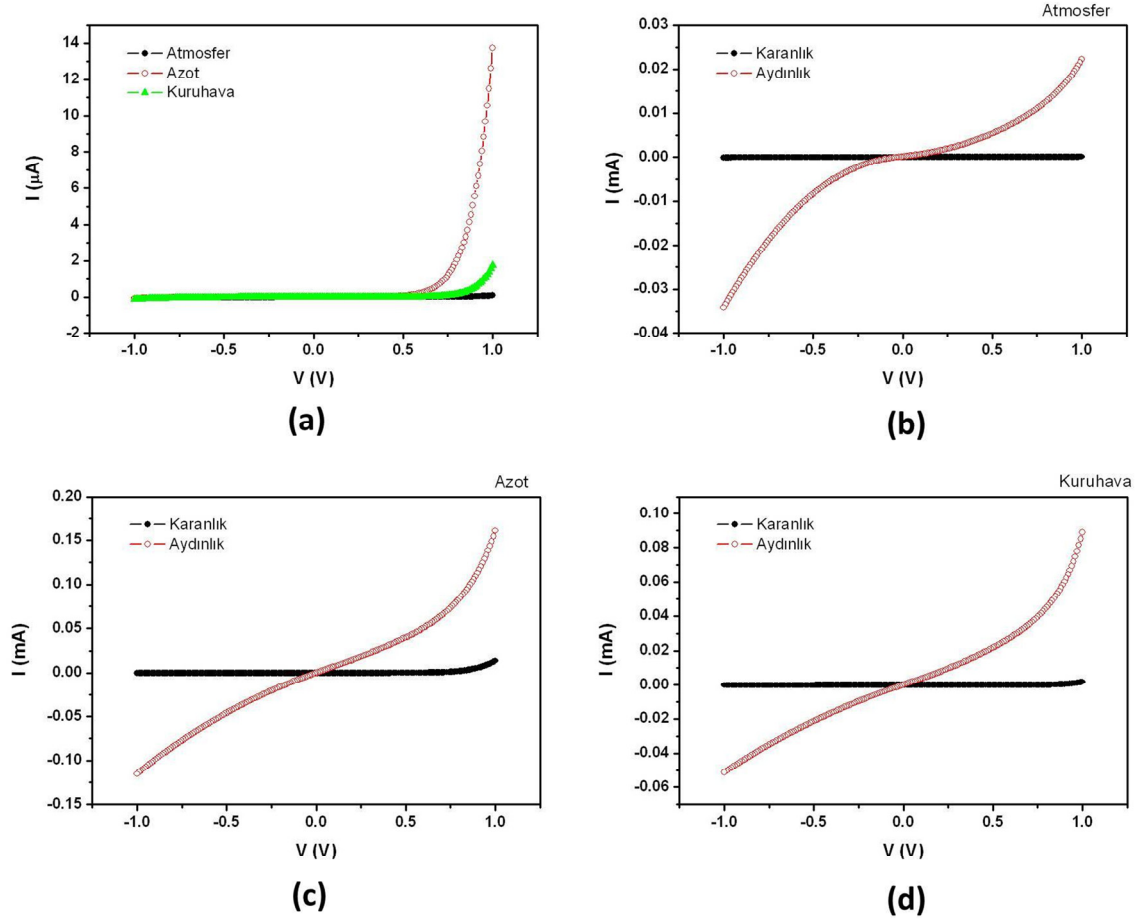 Atmosfer
Azot
Kuruhava
14
12
10
8
6
4
2
0
-2
I (μA)
-1.0 -0.5 0.0 0.5 1.0
V (V)
(a)
Atmosfer
Karanlık
Aydınlık
0.03
0.02
0.01
0.00
-0.01
-0.02
-0.03
-0.04
I (mA)
-1.0 -0.5 0.0 0.5 1.0
V (V)
(b)
Azot
Karanlık
Aydınlık
0.20
0.15
0.10
0.05
0.00
-0.05
-0.10
-0.15
I (mA)
-1.0 -0.5 0.0 0.5 1.0
V (V)
(c)
Kuruhava
Karanlık
Aydınlık
0.10
0.08
0.06
0.04
0.02
0.00
-0.02
-0.04
-0.06
I (mA)
-1.0 -0.5 0.0 0.5 1.0
V (V)
(d)